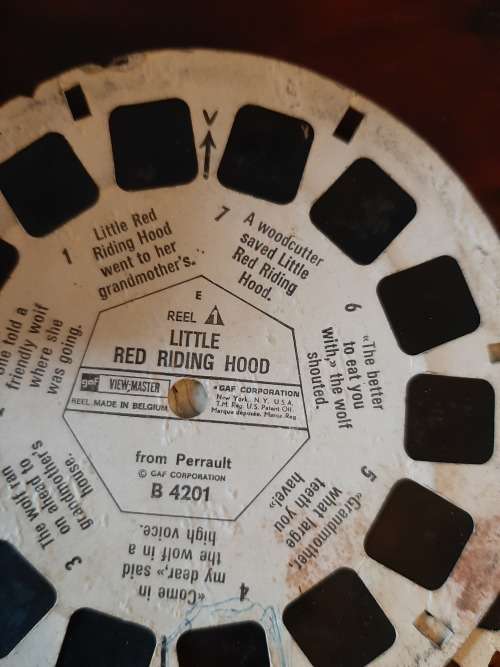 E
REEL 1
LITTLE
RED RIDING HOOD
gaf VIEW-MASTER
REEL MADE IN BELGIUM
GAF CORPORATION
New York, N.Y. U.S.A.
T.M. Reg. U.S. Patent Off.
Marque déposée. Marca Reg.
from Perrault
© GAF CORPORATION
B 4201
1
Little Red
Riding Hood
went to her
grandmother's.
told a
friendly wolf
where she
was going.
3
The wolf ran
on ahead to
grandmother's
house.
4
«Come in
my dear,» said
the wolf in a
high voice.
5
«Grandmother,
what large
teeth you
have.»
6
«The better
to eat you
with,» the wolf
shouted.
7
A woodcutter
saved Little
Red Riding
Hood.